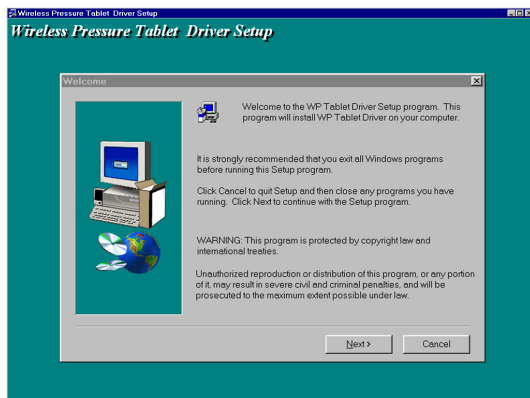 Wireless Pressure Tablet Driver Setup
Wireless Pressure Tablet Driver Setup
Welcome
Welcome to the WP Tablet Driver Setup program. This
program will install WP Tablet Driver on your computer.
It is strongly recommended that you exit all Windows programs
before running this Setup program.
Click Cancel to quit Setup and then close any programs you have
running. Click Next to continue with the Setup program.
WARNING: This program is protected by copyright law and
international treaties.
Unauthorized reproduction or distribution of this program, or any portion
of it, may result in severe civil and criminal penalties, and will be
prosecuted to the maximum extent possible under law.
Next >
Cancel